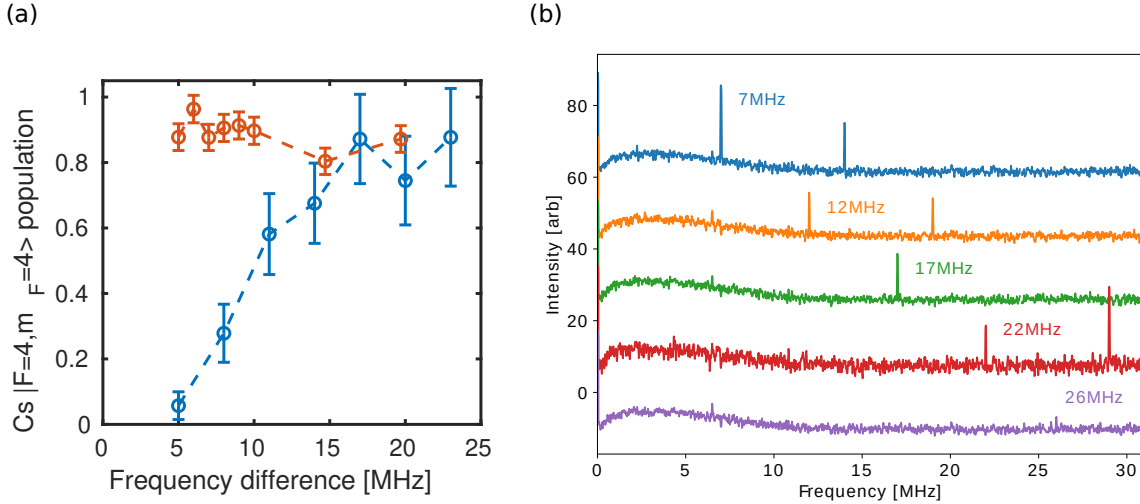 (a)
Cs |F=4,m F=4> population
1
0.8
0.6
0.4
0.2
0
0 5 10 15 20 25
Frequency difference [MHz]
(b)
Intensity [arb]
80
60
40
20
0
7MHz
12MHz
17MHz
22MHz
26MHz
0 5 10 15 20 25 30
Frequency [MHz]